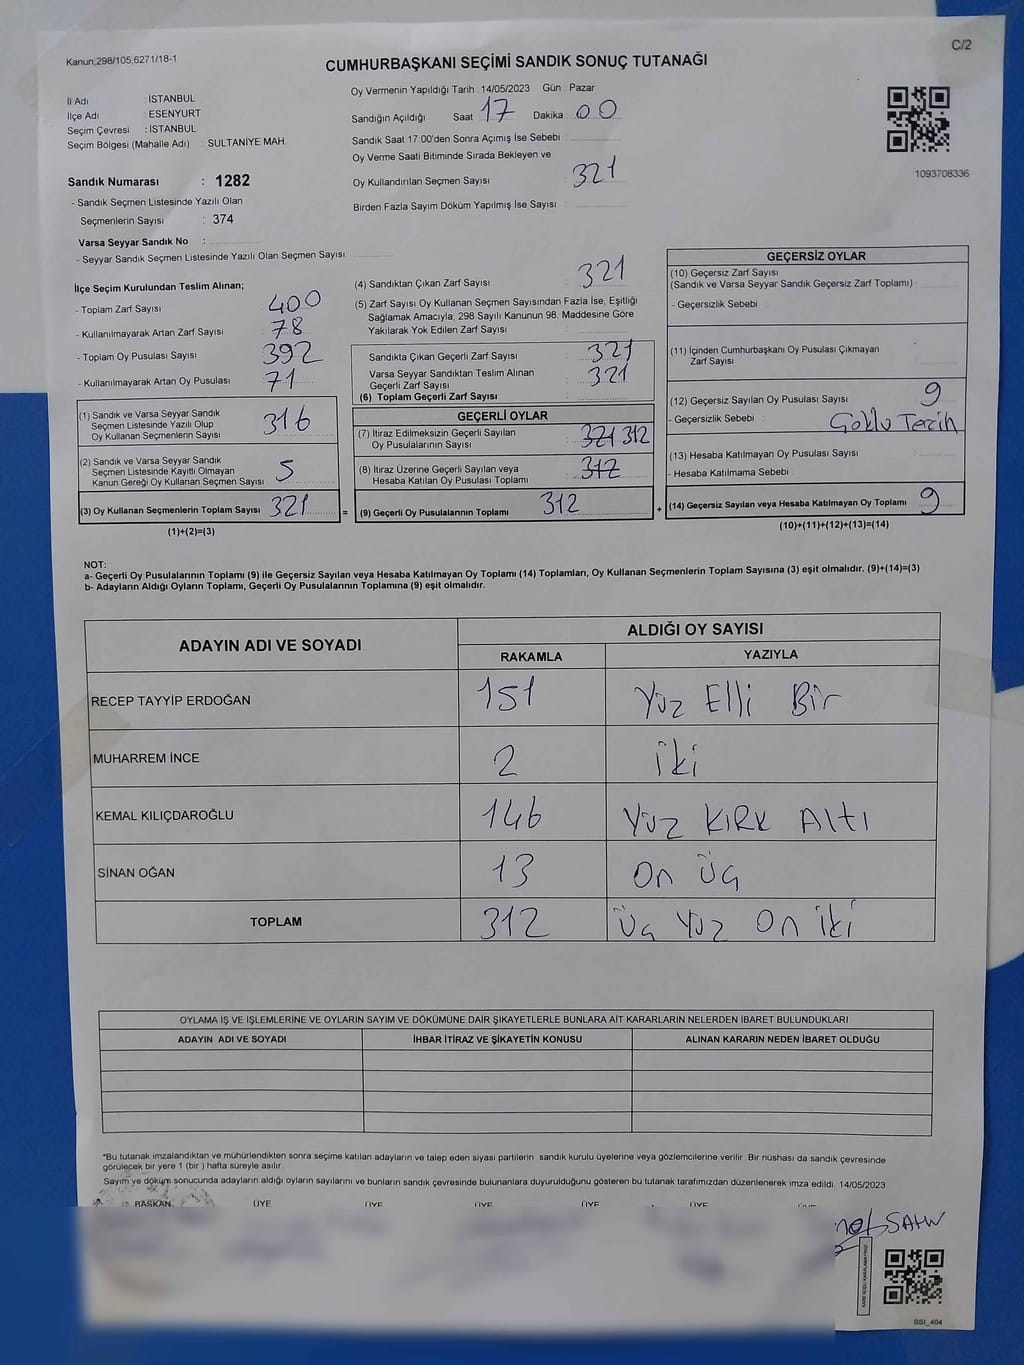 Kanun:298/105,6271/18-1
C/2
CUMHURBAŞKANI SEÇİMİ SANDIK SONUÇ TUTANAĞI
İl Adı : İSTANBUL
İlçe Adı : ESENYURT
Seçim Çevresi : İSTANBUL
Seçim Bölgesi (Mahalle Adı) : SULTANİYE MAH.
Sandık Numarası : 1282
- Sandık Seçmen Listesinde Yazılı Olan
Seçmenlerin Sayısı : 374
Varsa Seyyar Sandık No :
- Seyyar Sandık Seçmen Listesinde Yazılı Olan Seçmen Sayısı:
Oy Vermenin Yapıldığı Tarih : 14/05/2023 Gün : Pazar
Sandığın Açıldığı Saat 17 Dakika 00
Sandık Saat 17.00'den Sonra Açımış İse Sebebi :
Oy Verme Saati Bitiminde Sırada Bekleyen ve
Oy Kullandırılan Seçmen Sayısı : 321
Birden Fazla Sayım Döküm Yapılmış İse Sayısı :
1093708336
İlçe Seçim Kurulundan Teslim Alınan;
- Toplam Zarf Sayısı : 400
- Kullanılmayarak Artan Zarf Sayısı : 78
- Toplam Oy Pusulası Sayısı : 392
- Kullanılmayarak Artan Oy Pusulası : 71
(1) Sandık ve Varsa Seyyar Sandık
Seçmen Listesinde Yazılı Olup
Oy Kullanan Seçmenlerin Sayısı : 316
(2) Sandık ve Varsa Seyyar Sandık
Seçmen Listesinde Kayıtlı Olmayan
Kanun Gereği Oy Kullanan Seçmen Sayısı : 5
(3) Oy Kullanan Seçmenlerin Toplam Sayısı : 321
(1)+(2)=(3)
(4) Sandıktan Çıkan Zarf Sayısı : 321
(5) Zarf Sayısı Oy Kullanan Seçmen Sayısından Fazla İse, Eşitliği
Sağlamak Amacıyla, 298 Sayılı Kanunun 98. Maddesine Göre
Yakılarak Yok Edilen Zarf Sayısı :
Sandıkta Çıkan Geçerli Zarf Sayısı : 321
Varsa Seyyar Sandıktan Teslim Alınan
Geçerli Zarf Sayısı : 321
(6) Toplam Geçerli Zarf Sayısı :
GEÇERLİ OYLAR
(7) İtiraz Edilmeksizin Geçerli Sayılan
Oy Pusulalarının Sayısı : 321 312
(8) İtiraz Üzerine Geçerli Sayılan veya
Hesaba Katılan Oy Pusulası Toplamı : 312
= (9) Geçerli Oy Pusulalarının Toplamı : 312 +
GEÇERSİZ OYLAR
(10) Geçersiz Zarf Sayısı
(Sandık ve Varsa Seyyar Sandık Geçersiz Zarf Toplamı) :
- Geçersizlik Sebebi :
(11) İçinden Cumhurbaşkanı Oy Pusulası Çıkmayan
Zarf Sayısı :
(12) Geçersiz Sayılan Oy Pusulası Sayısı : 9
- Geçersizlik Sebebi : Çoklu Tercih
(13) Hesaba Katılmayan Oy Pusulası Sayısı :
- Hesaba Katılmama Sebebi :
(14) Geçersiz Sayılan veya Hesaba Katılmayan Oy Toplamı : 9
(10)+(11)+(12)+(13)=(14)
NOT:
a- Geçerli Oy Pusulalarının Toplamı (9) ile Geçersiz Sayılan veya Hesaba Katılmayan Oy Toplamı (14) Toplamları, Oy Kullanan Seçmenlerin Toplam Sayısına (3) eşit olmalıdır. (9)+(14)=(3)
b- Adayların Aldığı Oyların Toplamı, Geçerli Oy Pusulalarının Toplamına (9) eşit olmalıdır.
ADAYIN ADI VE SOYADI
ALDIĞI OY SAYISI
RAKAMLA YAZIYLA
RECEP TAYYİP ERDOĞAN 151 Yüz Elli Bir
MUHARREM İNCE 2 İki
KEMAL KILIÇDAROĞLU 146 Yüz KIRK ALTI
SİNAN OĞAN 13 On Üç
TOPLAM 312 Üç Yüz On İki
OYLAMA İŞ VE İŞLEMLERİNE VE OYLARIN SAYIM VE DÖKÜMÜNE DAİR ŞİKAYETLERLE BUNLARA AİT KARARLARIN NELERDEN İBARET BULUNDUKLARI
ADAYIN ADI VE SOYADI İHBAR İTİRAZ VE ŞİKAYETİN KONUSU ALINAN KARARIN NEDEN İBARET OLDUĞU
*Bu tutanak imzalandıktan ve mühürlendikten sonra seçime katılan adayların ve talep eden siyasi partilerin sandık kurulu üyelerine veya gözlemcilerine verilir. Bir nüshası da sandık çevresinde
görülecek bir yere 1 (bir ) hafta süreyle asılır.
Sayım ve döküm sonucunda adayların aldığı oyların sayılarını ve bunların sandık çevresinde bulunanlara duyurulduğunu gösteren bu tutanak tarafımızdan düzenlenerek imza edildi. 14/05/2023
BAŞKAN ÜYE ÜYE ÜYE ÜYE ÜYE ÜYE
BSI_404